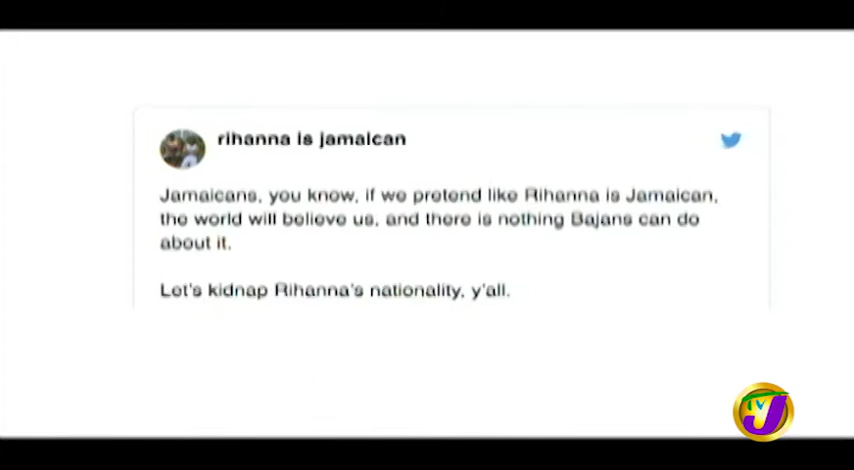 rihanna is jamaican
Jamaicans, you know, if we pretend like Rihanna is Jamaican,
the world will believe us, and there is nothing Bajans can do
about it.
Let's kidnap Rihanna's nationality, y'all.
TVJ